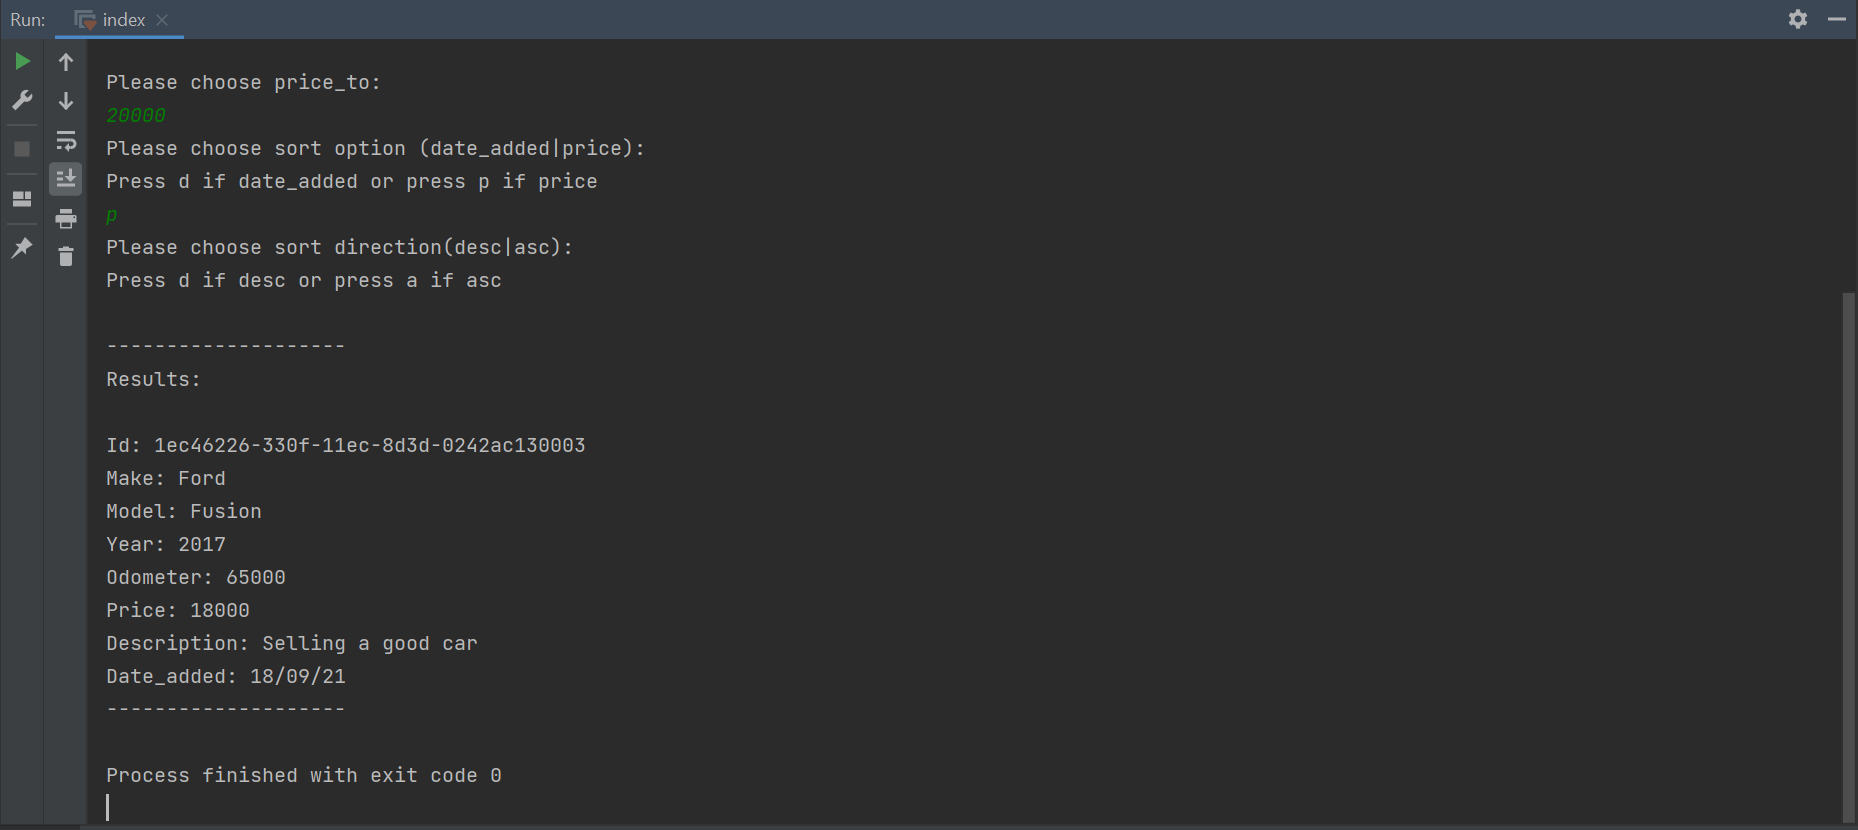 Run: index
Please choose price_to:
20000
Please choose sort option (date_added|price):
Press d if date_added or press p if price
p
Please choose sort direction(desc|asc):
Press d if desc or press a if asc
--------------------
Results:
Id: 1ec46226-330f-11ec-8d3d-0242ac130003
Make: Ford
Model: Fusion
Year: 2017
Odometer: 65000
Price: 18000
Description: Selling a good car
Date_added: 18/09/21
--------------------
Process finished with exit code 0